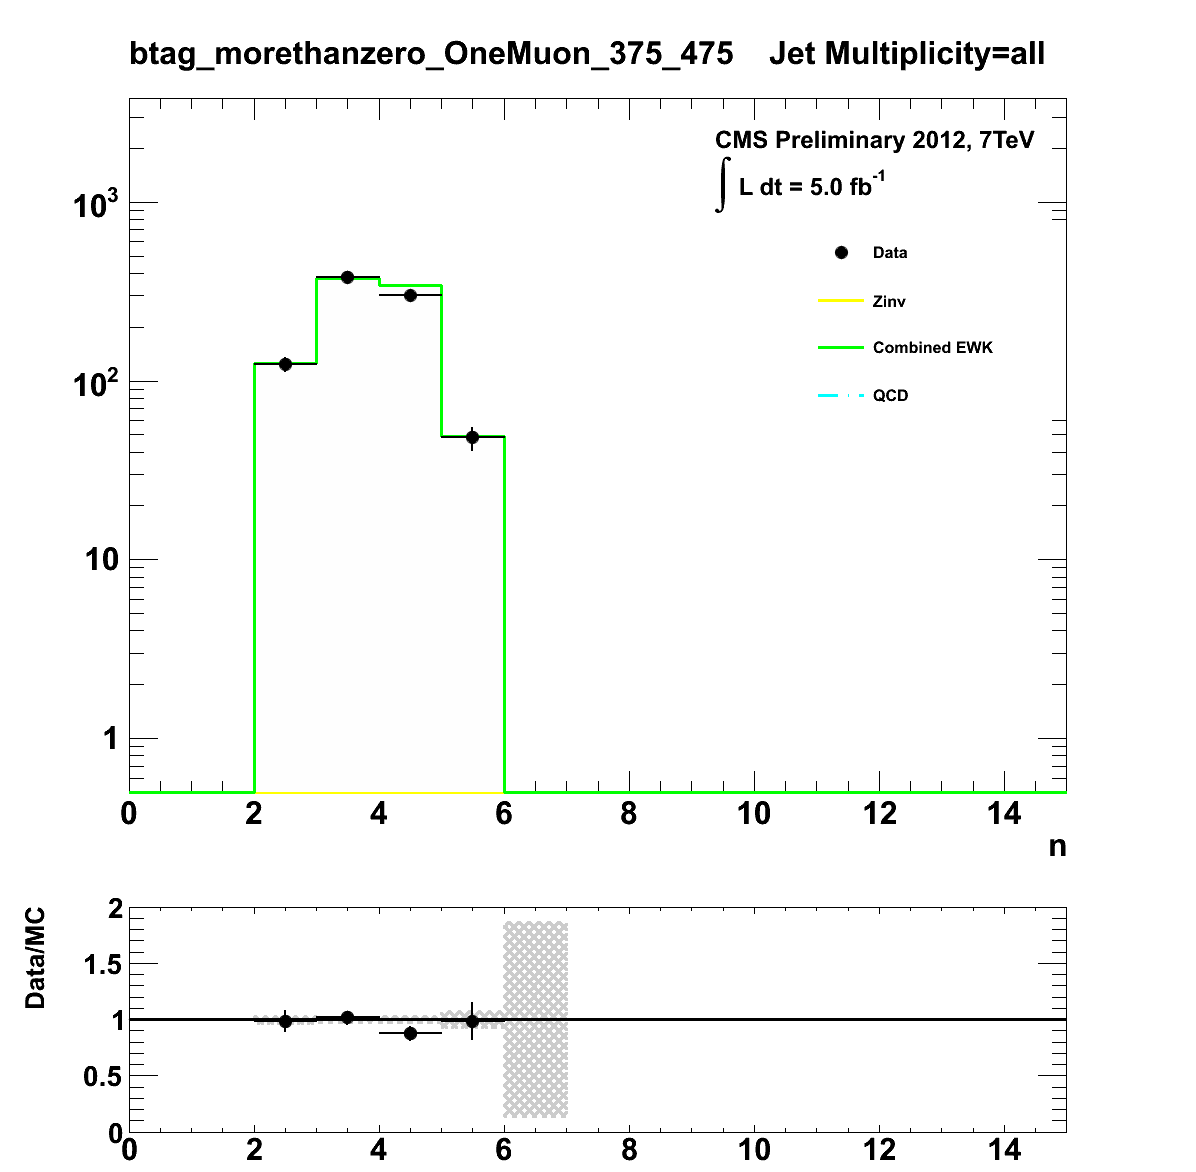 btag_morethanzero_OneMuon_375_475 Jet Multiplicity=all
CMS Preliminary 2012, 7TeV
∫ L dt = 5.0 fb⁻¹
Data
Zinv
Combined EWK
QCD
10³
10²
10
1
0 2 4 6 8 10 12 14
n
Data/MC
2
1.5
1
0.5
0
0 2 4 6 8 10 12 14